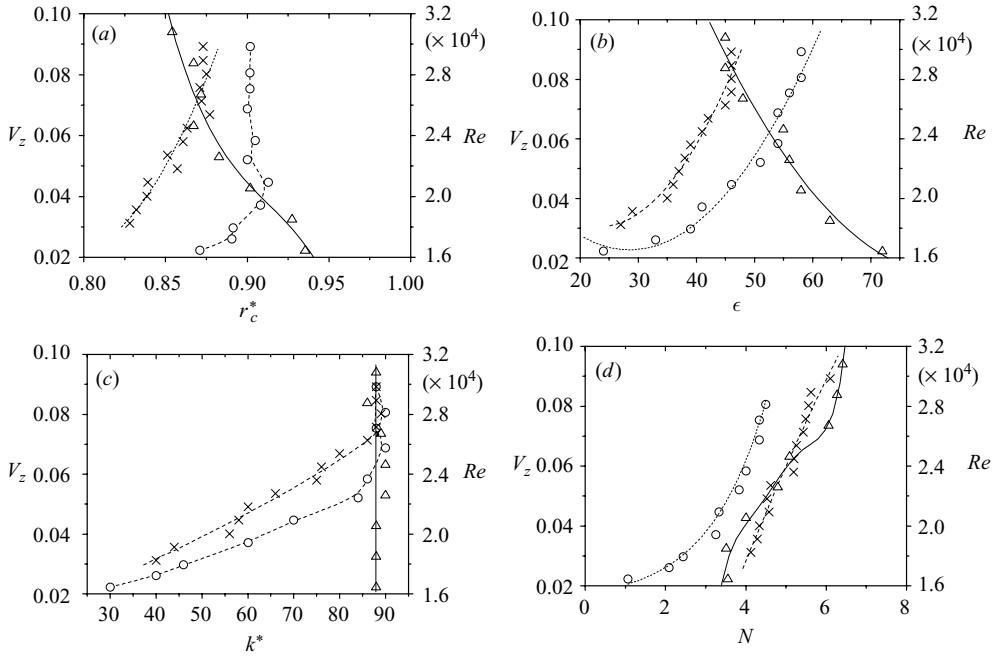 0.10 3.2 0.10 3.2
(a) (× 10⁴) (b) (× 10⁴)
0.08 2.8 0.08 2.8
V_z 0.06 2.4 Re V_z 0.06 2.4 Re
0.04 2.0 0.04 2.0
0.02 1.6 0.02 1.6
0.80 0.85 0.90 0.95 1.00 20 30 40 50 60 70
r_c^* ϵ
0.10 3.2 0.10 3.2
(c) (× 10⁴) (d) (× 10⁴)
0.08 2.8 0.08 2.8
V_z 0.06 2.4 Re V_z 0.06 2.4 Re
0.04 2.0 0.04 2.0
0.02 1.6 0.02 1.6
30 40 50 60 70 80 90 0 2 4 6 8
k^* N